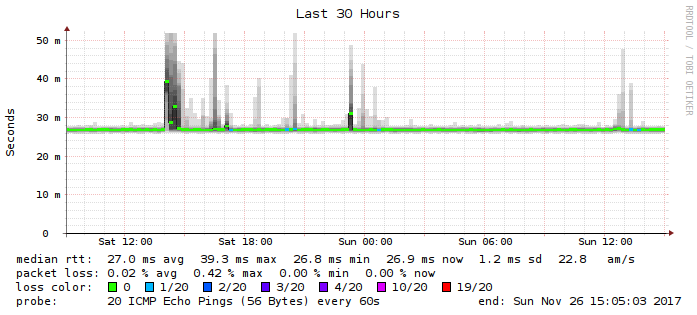 Last 30 Hours
RRDTOOL / TOBI OETIKER
Seconds
50 m
40 m
30 m
20 m
10 m
0
Sat 12:00 Sat 18:00 Sun 00:00 Sun 06:00 Sun 12:00
median rtt: 27.0 ms avg 39.3 ms max 26.8 ms min 26.9 ms now 1.2 ms sd 22.8 am/s
packet loss: 0.02 % avg 0.42 % max 0.00 % min 0.00 % now
loss color: 0 1/20 2/20 3/20 4/20 10/20 19/20
probe: 20 ICMP Echo Pings (56 Bytes) every 60s end: Sun Nov 26 15:05:03 2017